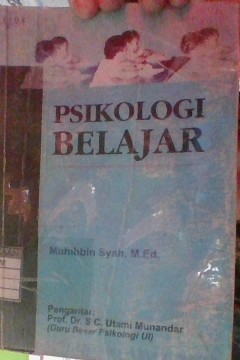 PSIKOLOGI
BELAJAR
Muhibbin Syah, M.Ed.
Pengantar:
Prof. Dr. S C. Utami Munandar
(Guru Besar Psikologi UI)